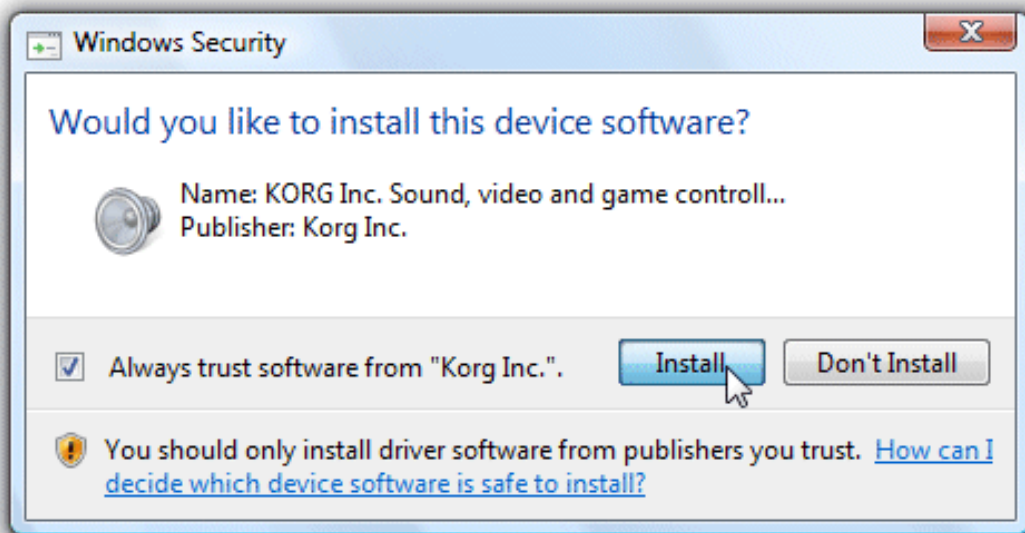 Windows Security
Would you like to install this device software?
Name: KORG Inc. Sound, video and game controll...
Publisher: Korg Inc.
Always trust software from "Korg Inc.".
Install
Don't Install
You should only install driver software from publishers you trust. How can I
decide which device software is safe to install?